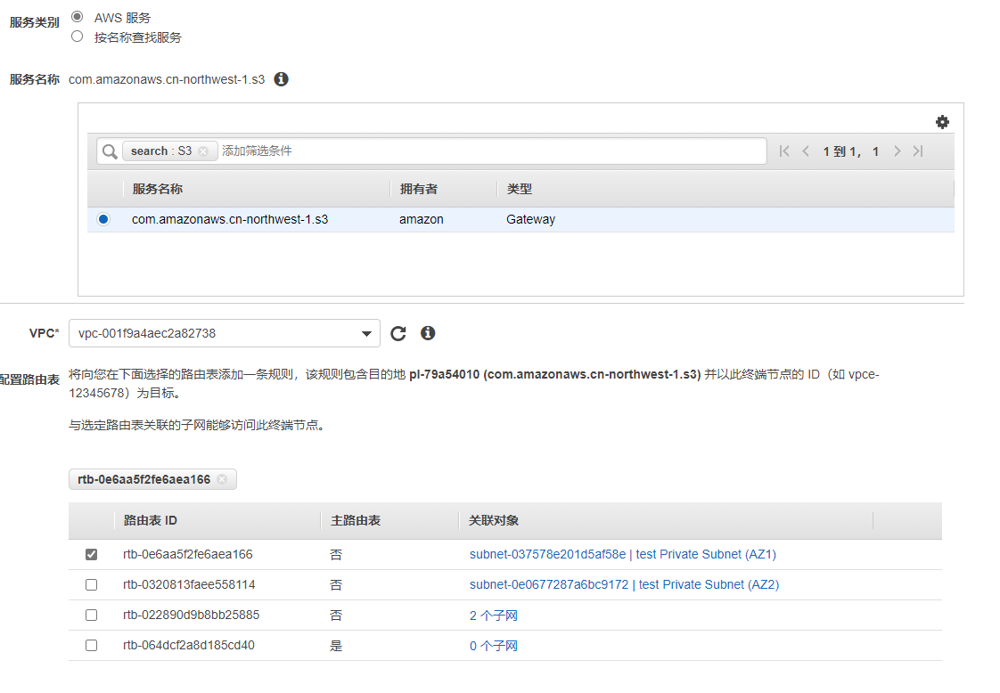 服务类别 AWS 服务
按名称查找服务
服务名称 com.amazonaws.cn-northwest-1.s3
search : S3 添加筛选条件 1 到 1， 1
服务名称 拥有者 类型
com.amazonaws.cn-northwest-1.s3 amazon Gateway
VPC* vpc-001f9a4aec2a82738
配置路由表 将向您在下面选择的路由表添加一条规则，该规则包含目的地 pl-79a54010 (com.amazonaws.cn-northwest-1.s3) 并以此终端节点的 ID（如 vpce-
12345678）为目标。
与选定路由表关联的子网能够访问此终端节点。
rtb-0e6aa5f2fe6aea166
路由表 ID 主路由表 关联对象
rtb-0e6aa5f2fe6aea166 否 subnet-037578e201d5af58e | test Private Subnet (AZ1)
rtb-0320813faee558114 否 subnet-0e0677287a6bc9172 | test Private Subnet (AZ2)
rtb-022890d9b8bb25885 否 2 个子网
rtb-064dcf2a8d185cd40 是 0 个子网